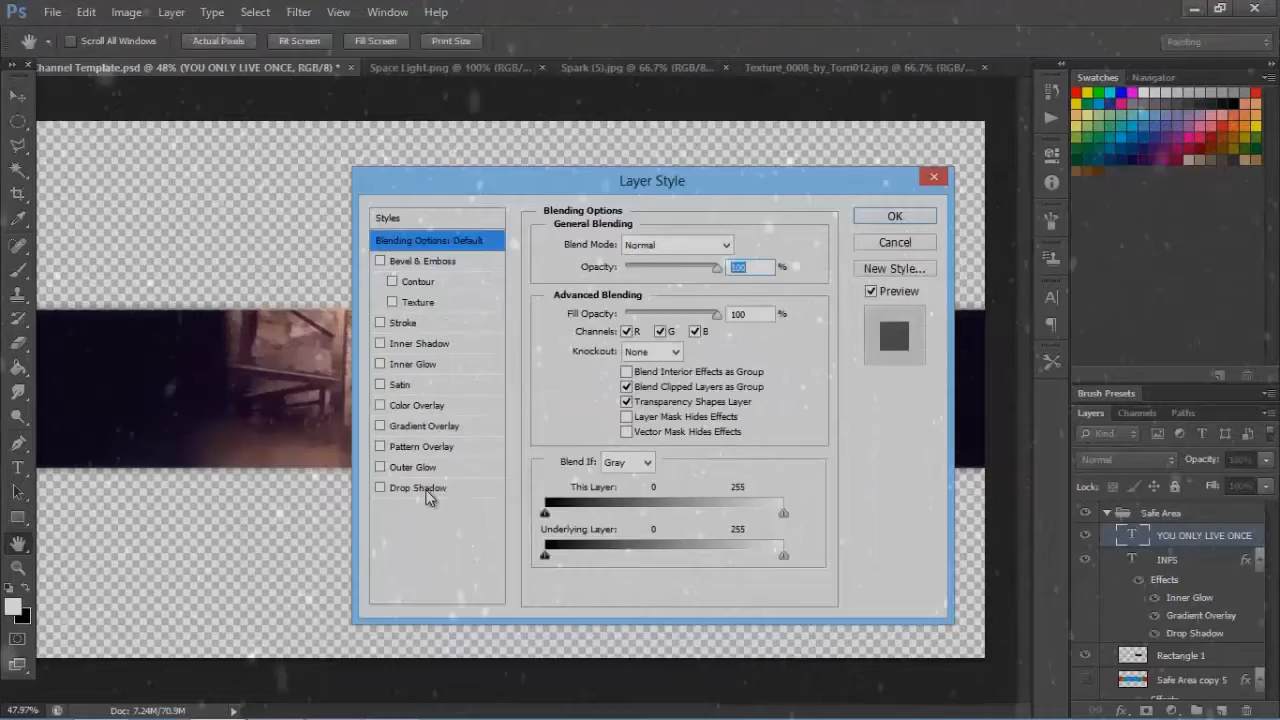 Ps File Edit Image Layer Type Select Filter View Window Help
Scroll All Windows Actual Pixels Fit Screen Fill Screen Print Size Painting
hannel Template.psd @ 48% (YOU ONLY LIVE ONCE, RGB/8) * × Space Light.png @ 100% (RGB/... × Spark (5).jpg @ 66.7% (RGB/8... × Texture_0008_by_Torri012.jpg @ 66.7% (RGB/... ×
Swatches Navigator
Layer Style
Styles
Blending Options: Default
Bevel & Emboss
Contour
Texture
Stroke
Inner Shadow
Inner Glow
Satin
Color Overlay
Gradient Overlay
Pattern Overlay
Outer Glow
Drop Shadow
Blending Options
General Blending
Blend Mode: Normal
Opacity: 100 %
Advanced Blending
Fill Opacity: 100 %
Channels: R G B
Knockout: None
Blend Interior Effects as Group
Blend Clipped Layers as Group
Transparency Shapes Layer
Layer Mask Hides Effects
Vector Mask Hides Effects
Blend If: Gray
This Layer: 0 255
Underlying Layer: 0 255
OK
Cancel
New Style...
Preview
Brush Presets
Layers Channels Paths
Kind
Normal Opacity: 100%
Lock: Fill: 100%
Safe Area
YOU ONLY LIVE ONCE
INF5 fx
Effects
Inner Glow
Gradient Overlay
Drop Shadow
Rectangle 1
Safe Area copy 5 fx
Effects
47.97% Doc: 7.24M/70.9M